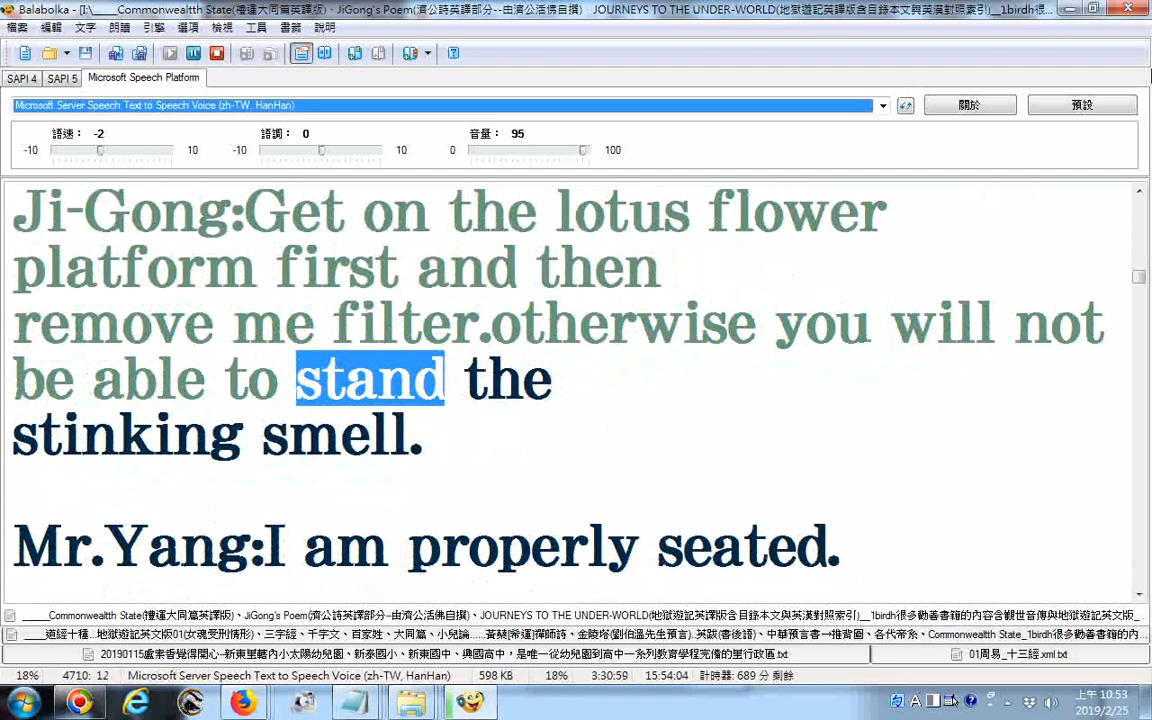 Balabolka - [I:\____Commonwealtth State(禮運大同篇英譯版)、JiGong's Poem(濟公詩英譯部分--由濟公活佛自撰)﹑JOURNEYS TO THE UNDER-WORLD(地獄遊記英譯版含目錄本文與英漢對照索引)__1birdh很...
檔案 編輯 文字 朗讀 引擎 選項 檢視 工具 書籤 說明
SAPI 4 SAPI 5 Microsoft Speech Platform
Microsoft Server Speech Text to Speech Voice (zh-TW, HanHan)
關於 預設
語速： -2 語調： 0 音量： 95
-10 10 -10 10 0 100
Ji-Gong:Get on the lotus flower
platform first and then
remove me filter.otherwise you will not
be able to stand the
stinking smell.
Mr.Yang:I am properly seated.
____Commonwealth State(禮運大同篇英譯版)、JiGong's Poem(濟公詩英譯部分--由濟公活佛自撰)、JOURNEYS TO THE UNDER-WORLD(地獄遊記英譯版含目錄本文與英漢對照索引)__1birdh很多勸善書籍的內容含觀世音傳與地獄遊記英文版_
____道經十種...地獄遊記英文版01(女魂受刑情形)、三字經、千字文、百家姓、大同篇、小兒論......黃蘗[希運]禪師詩、金陵塔(劉伯溫先生預言).英跋(書後語)、中華預言書→推背圖、各代帝系、Commonwealth State_1birdh很多勸善書籍的內...
20190115盧素香覺得開心--新東里轄內小太陽幼兒園、新泰國小、新東國中、興國高中，是唯一從幼兒園到高中一系列教育學程完備的里行政區.txt 01周易_十三經.xml.txt
18% 4710: 12 Microsoft Server Speech Text to Speech Voice (zh-TW, HanHan) 598 KB 18% 3:30:59 15:54:04 計時器: 689 分 剩餘
上午 10:53
2019/2/25